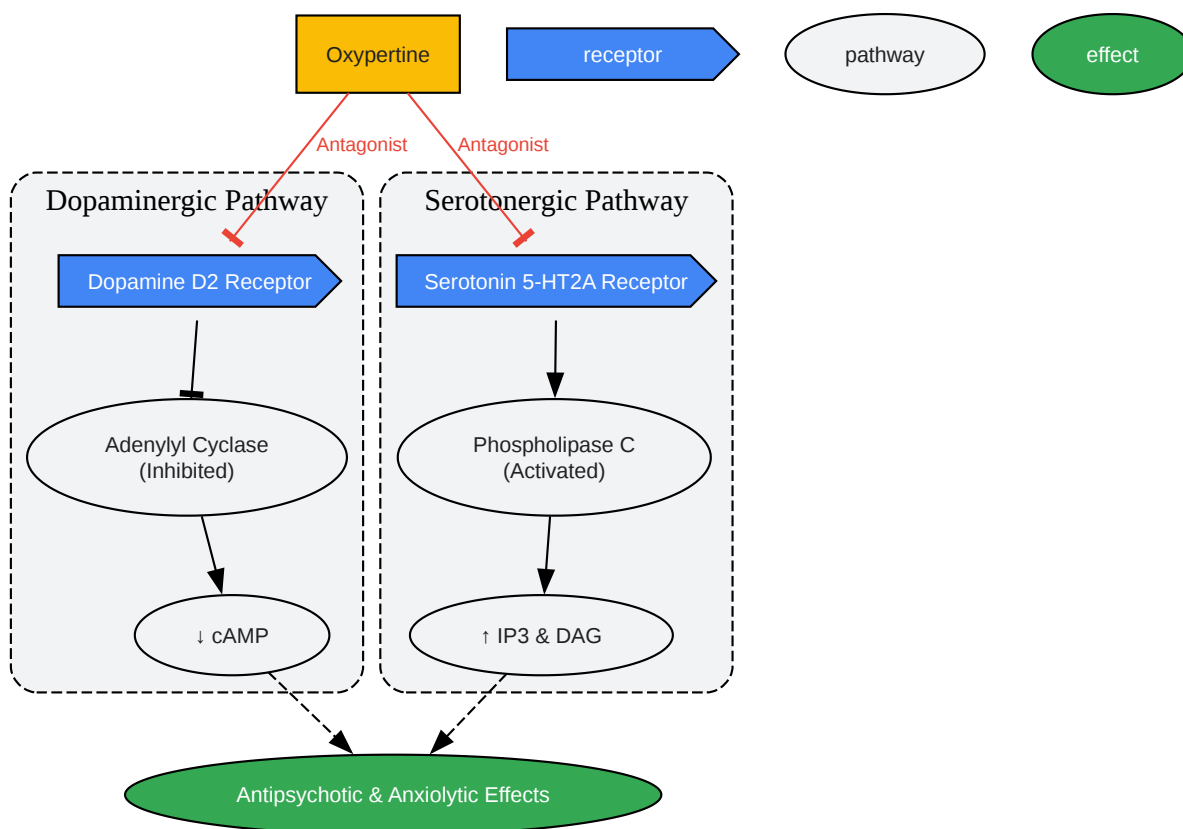 Oxypertine
receptor
pathway
effect
Antagonist
Antagonist
Dopaminergic Pathway
Serotonergic Pathway
Dopamine D2 Receptor
Serotonin 5-HT2A Receptor
Adenylyl Cyclase
(Inhibited)
Phospholipase C
(Activated)
↓ cAMP
↑ IP3 & DAG
Antipsychotic & Anxiolytic Effects